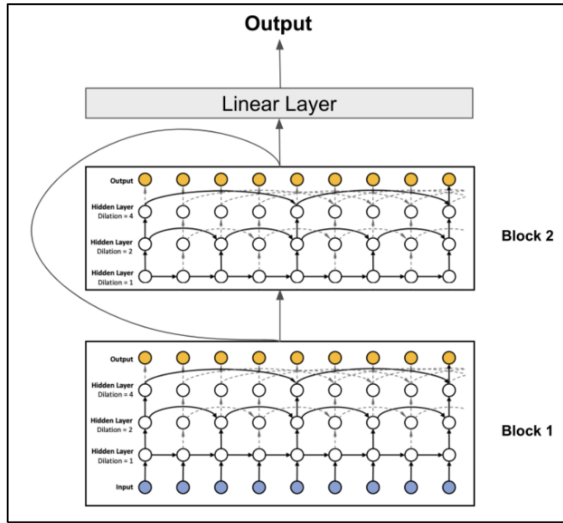 Output
Linear Layer
Output
Hidden Layer
Dilation = 4
Hidden Layer
Dilation = 2
Hidden Layer
Dilation = 1
Block 2
Output
Hidden Layer
Dilation = 4
Hidden Layer
Dilation = 2
Hidden Layer
Dilation = 1
Input
Block 1